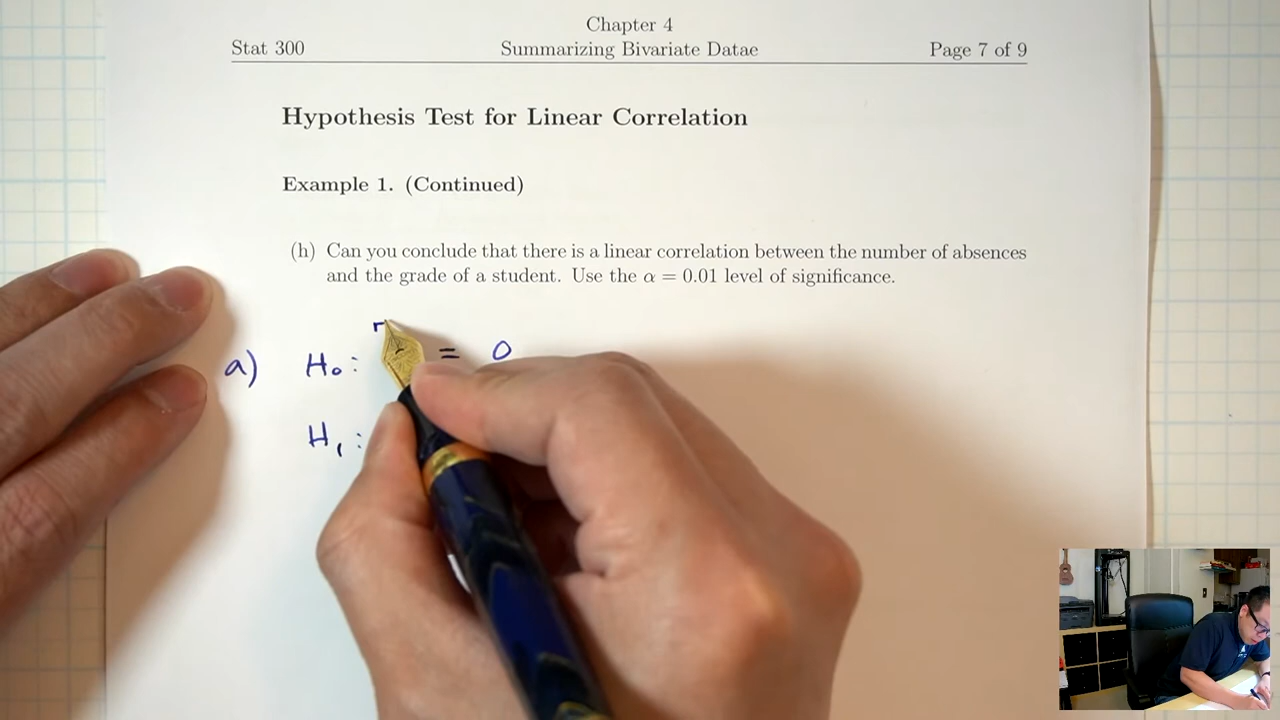 Chapter 4
Stat 300 Summarizing Bivariate Datae Page 7 of 9
Hypothesis Test for Linear Correlation
Example 1. (Continued)
(h) Can you conclude that there is a linear correlation between the number of absences
and the grade of a student. Use the α = 0.01 level of significance.
a) H₀: = 0
H₁: